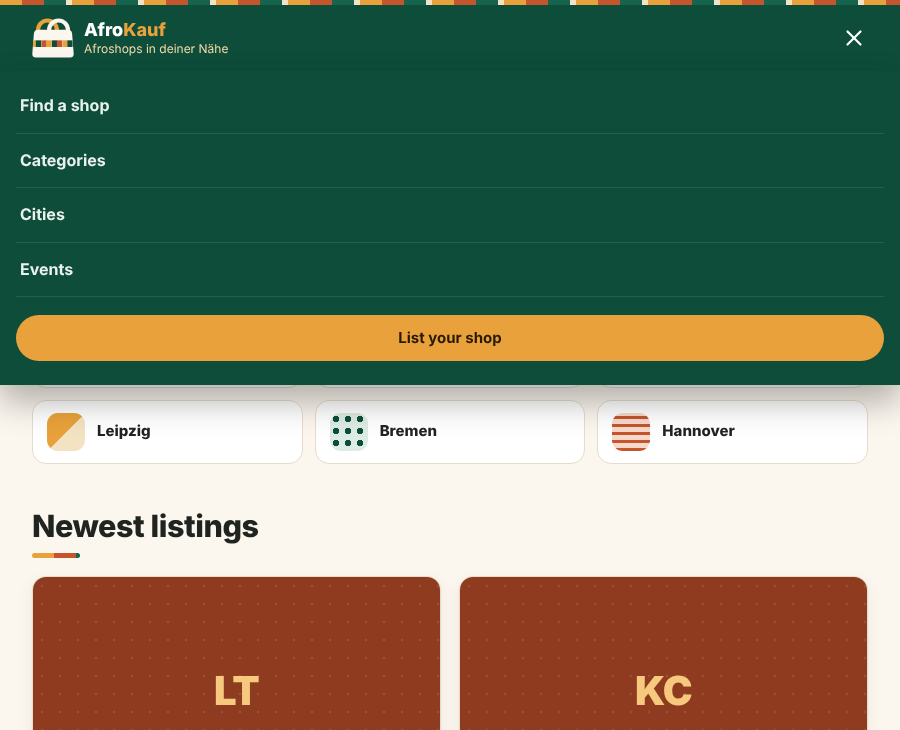 AfroKauf
Afroshops in deiner Nähe
Find a shop
Categories
Cities
Events
List your shop
Leipzig
Bremen
Hannover
Newest listings
LT
KC